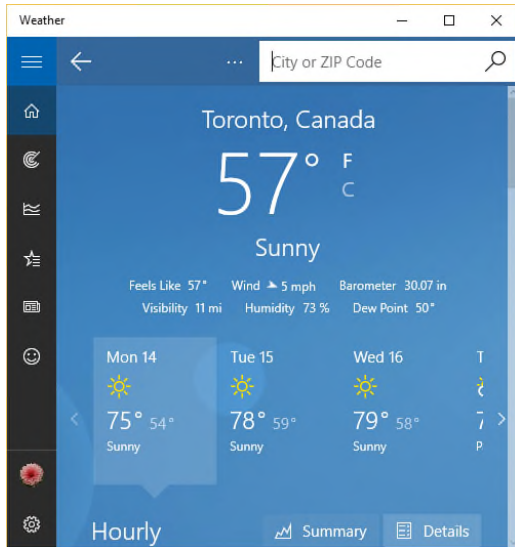 Weather
City or ZIP Code
Toronto, Canada
57° F
C
Sunny
Feels Like 57° Wind 5 mph Barometer 30.07 in
Visibility 11 mi Humidity 73 % Dew Point 50°
Mon 14 Tue 15 Wed 16 T
75° 54° 78° 59° 79° 58° 7
Sunny Sunny Sunny P
Hourly Summary Details